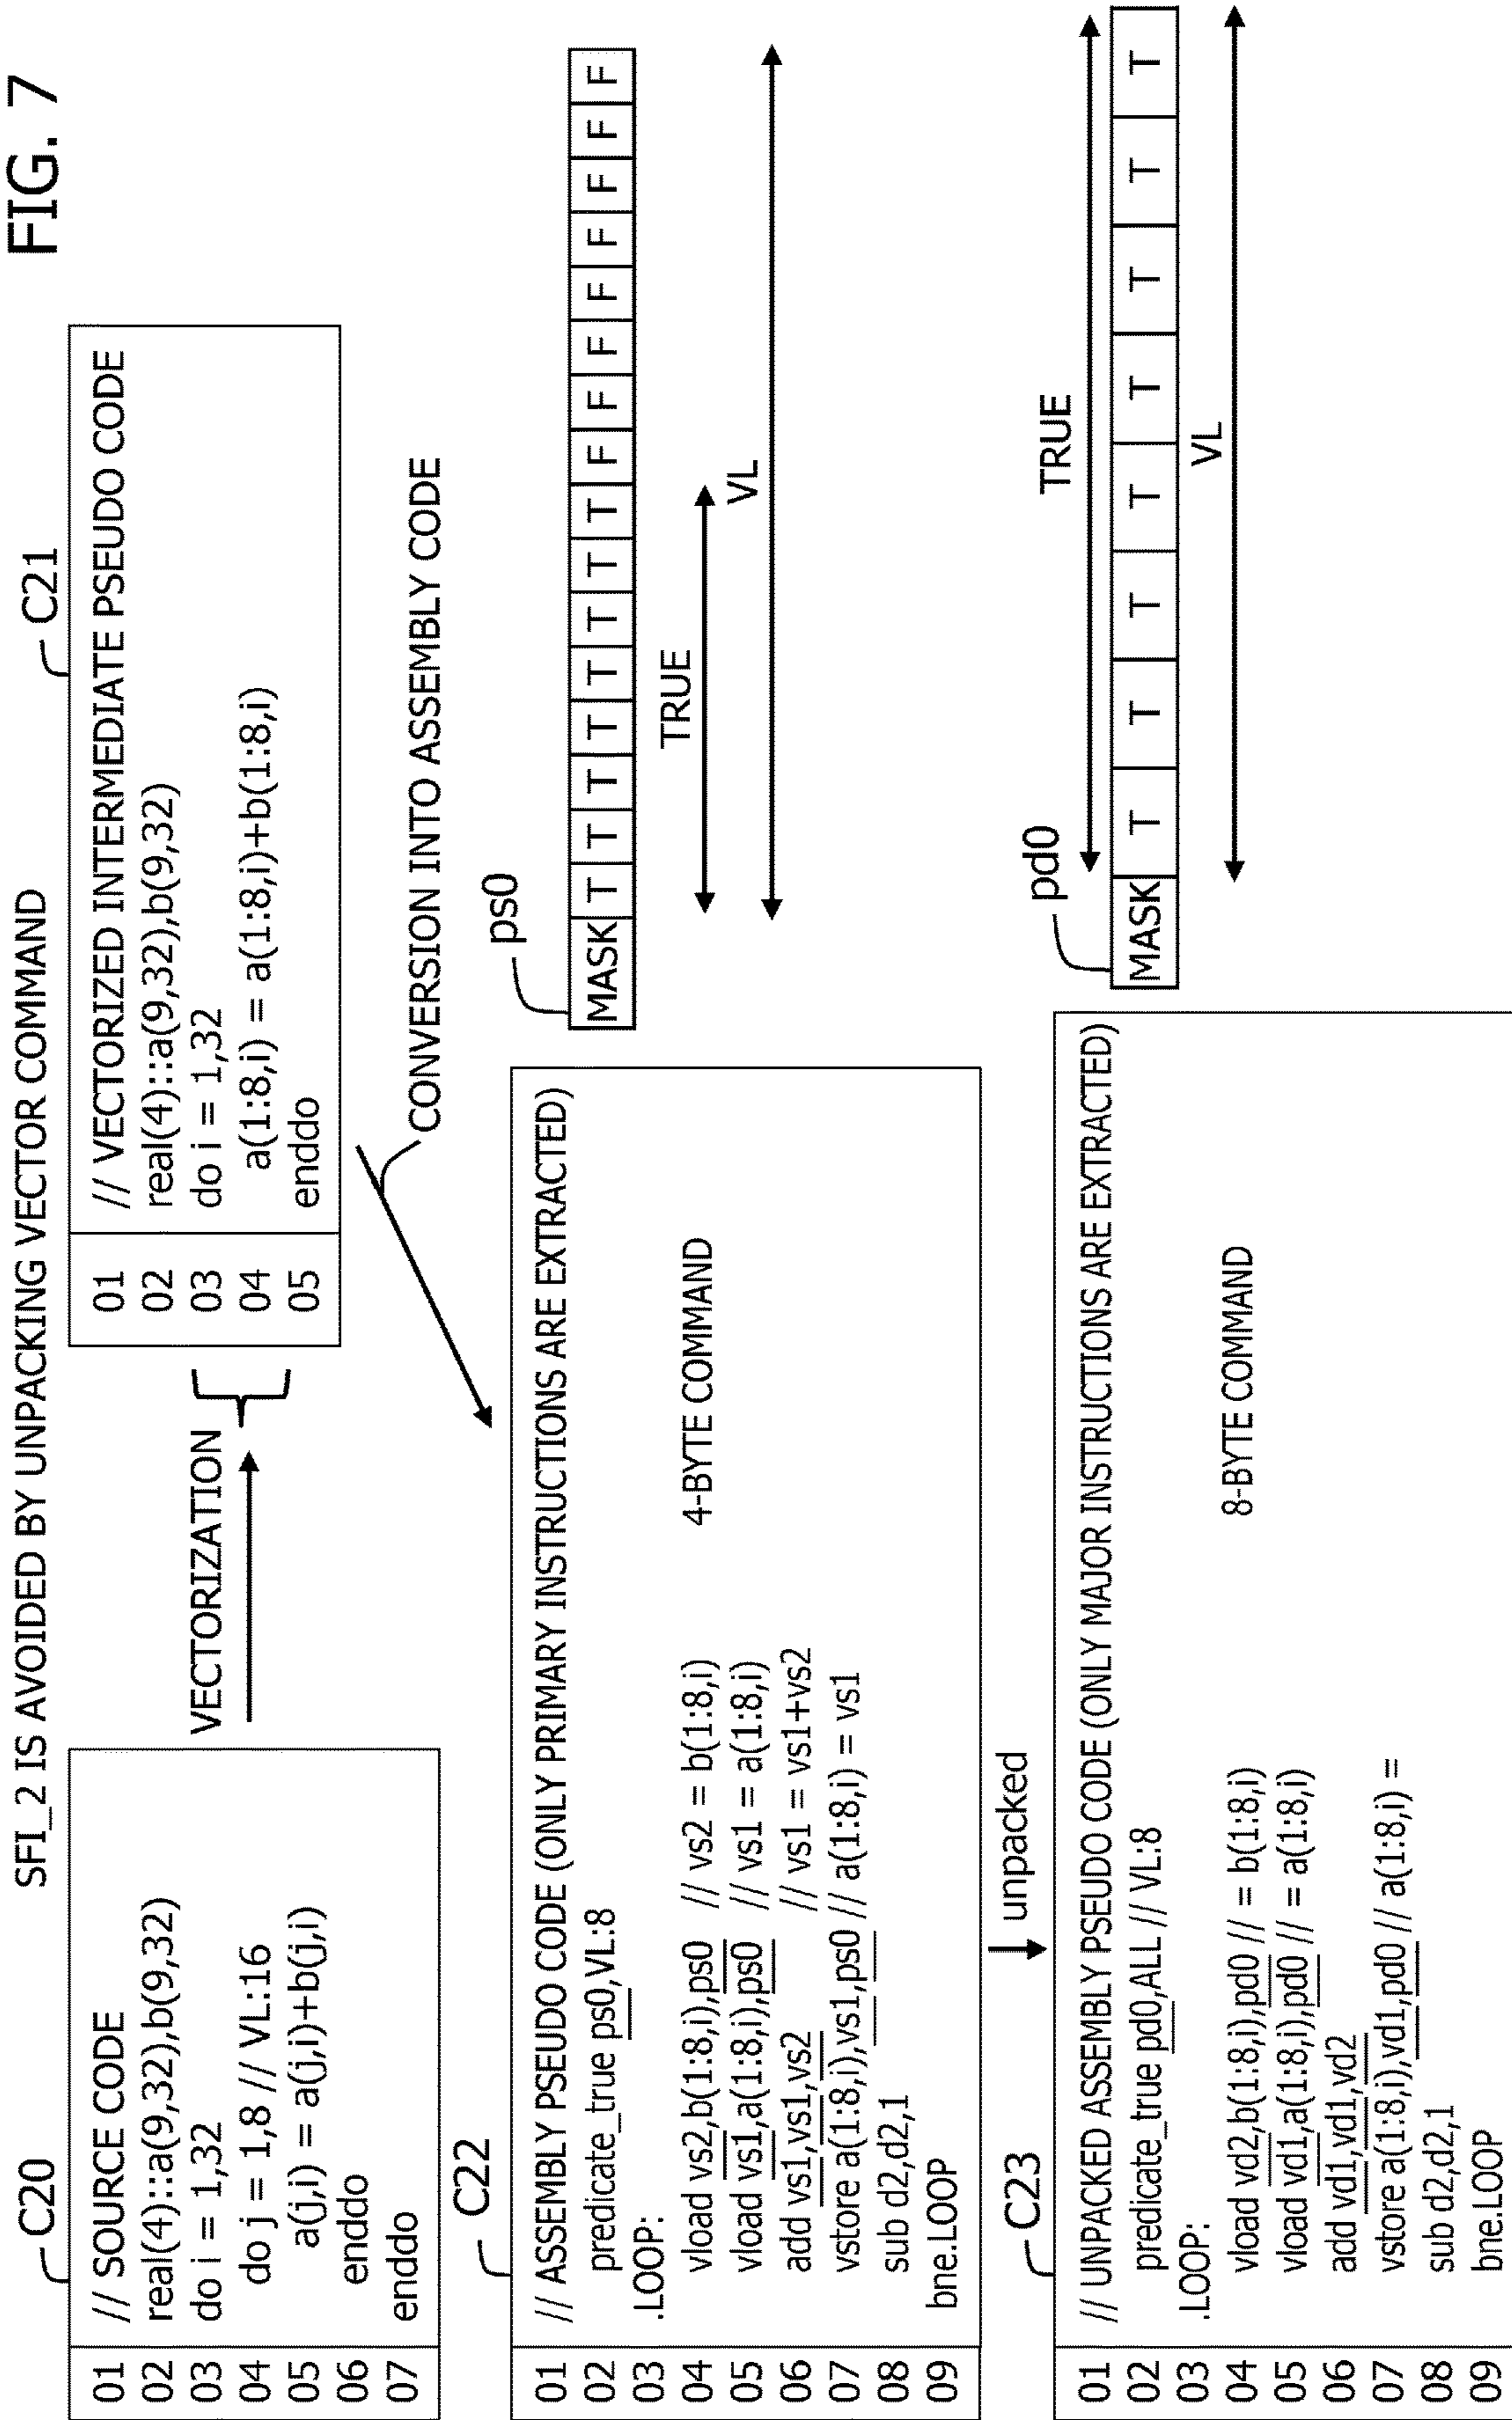 FIG. 7
SFI_2 IS AVOIDED BY UNPACKING VECTOR COMMAND
C20
01 // SOURCE CODE
02 real(4)::a(9,32),b(9,32)
03 do i = 1,32
04 do j = 1,8 // VL:16
05 a(j,i) = a(j,i)+b(j,i)
06 enddo
07 enddo
VECTORIZATION
C21
01 // VECTORIZED INTERMEDIATE PSEUDO CODE
02 real(4)::a(9,32),b(9,32)
03 do i = 1,32
04 a(1:8,i) = a(1:8,i)+b(1:8,i)
05 enddo
CONVERSION INTO ASSEMBLY CODE
C22
01 // ASSEMBLY PSEUDO CODE (ONLY PRIMARY INSTRUCTIONS ARE EXTRACTED)
02 predicate_true ps0,VL:8
03 .LOOP:
04 vload vs2,b(1:8,i),ps0 // vs2 = b(1:8,i) 4-BYTE COMMAND
05 vload vs1,a(1:8,i),ps0 // vs1 = a(1:8,i)
06 add vs1,vs1,vs2 // vs1 = vs1+vs2
07 vstore a(1:8,i),vs1,ps0 // a(1:8,i) = vs1
08 sub d2,d2,1
09 bne.LOOP
ps0
MASK T T T T T T T T F F F F F F F F
TRUE
VL
unpacked
C23
01 // UNPACKED ASSEMBLY PSEUDO CODE (ONLY MAJOR INSTRUCTIONS ARE EXTRACTED)
02 predicate_true pd0,ALL // VL:8
03 .LOOP:
04 vload vd2,b(1:8,i),pd0 // = b(1:8,i) 8-BYTE COMMAND
05 vload vd1,a(1:8,i),pd0 // = a(1:8,i)
06 add vd1,vd1,vd2
07 vstore a(1:8,i),vd1,pd0 // a(1:8,i) =
08 sub d2,d2,1
09 bne.LOOP
pd0
TRUE
MASK T T T T T T T T
VL